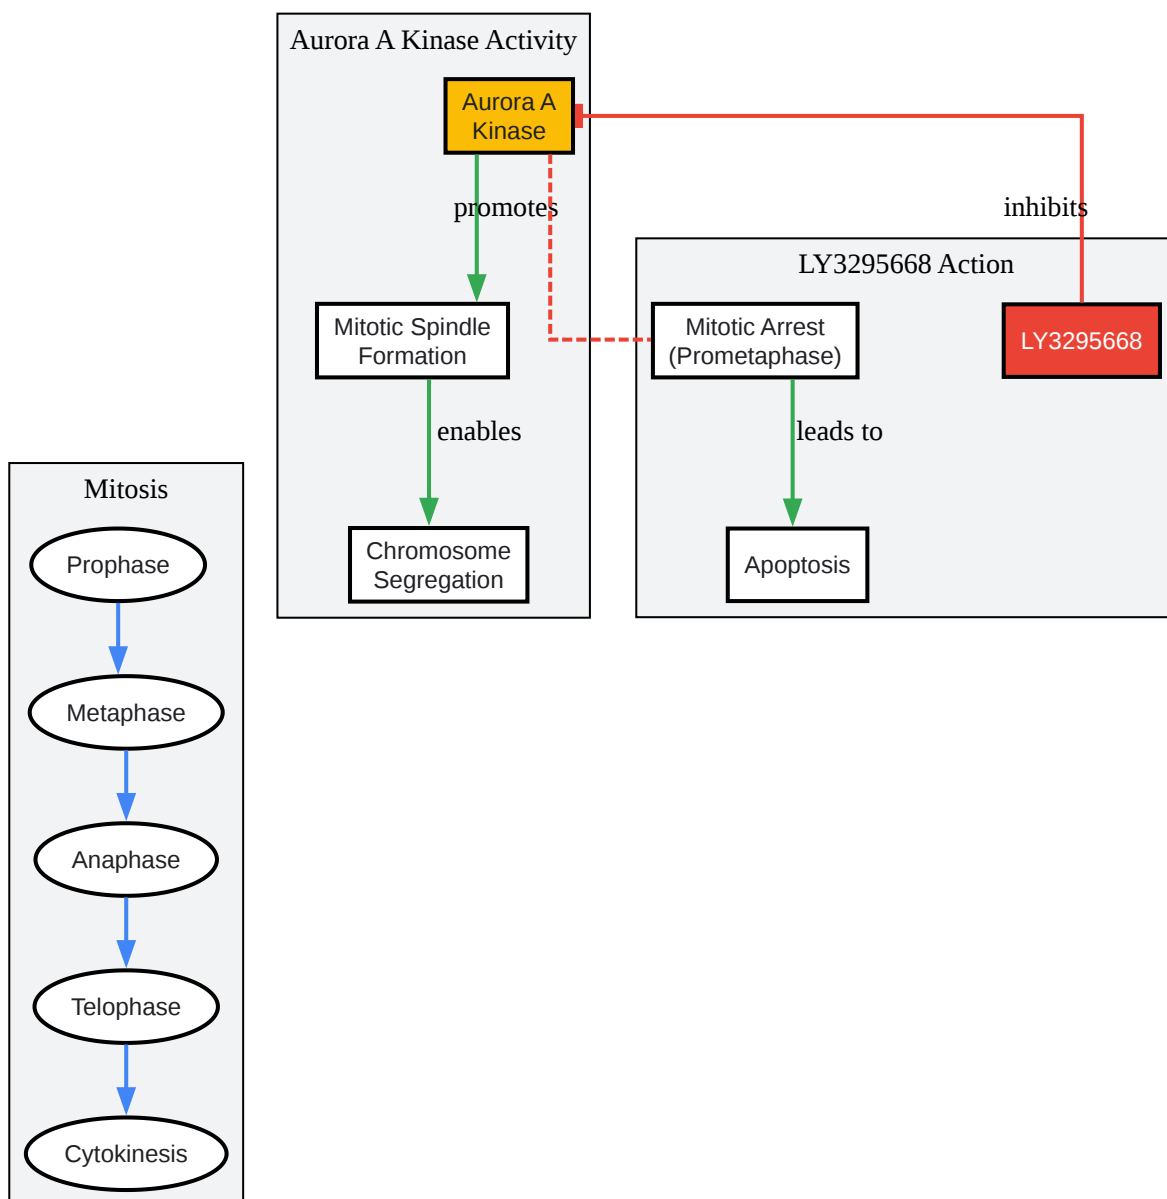 Aurora A Kinase Activity
Aurora A
Kinase
promotes
inhibits
LY3295668 Action
Mitotic Spindle
Formation
Mitotic Arrest
(Prometaphase)
LY3295668
enables
leads to
Chromosome
Segregation
Apoptosis
Mitosis
Prophase
Metaphase
Anaphase
Telophase
Cytokinesis